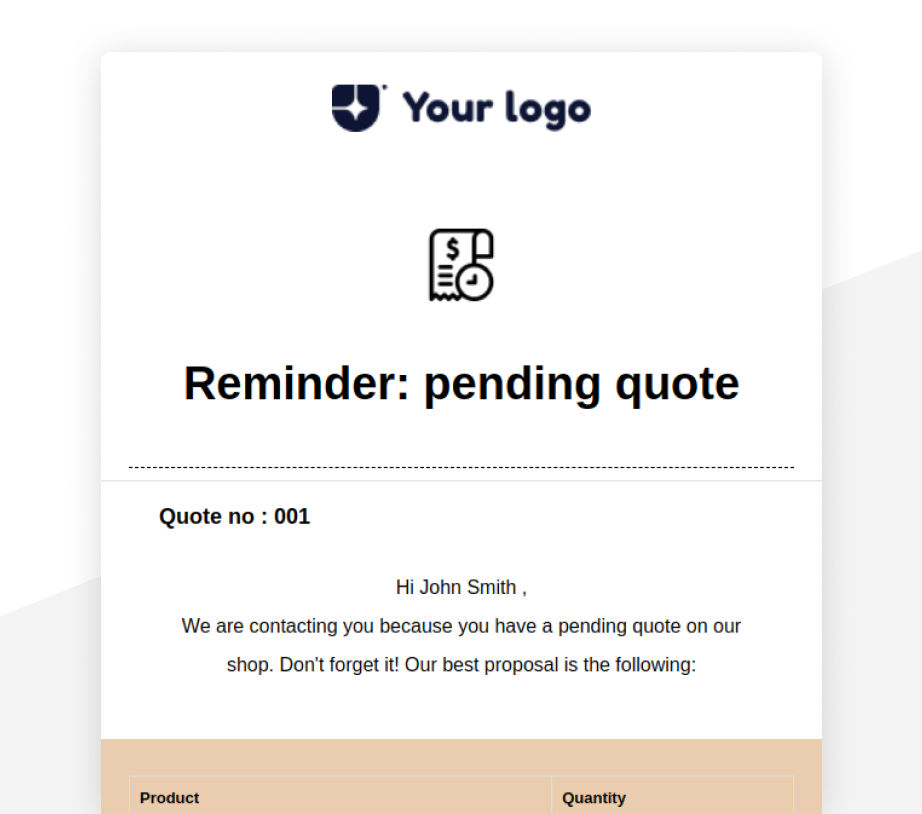 Your logo
$
Reminder: pending quote
Quote no : 001
Hi John Smith ,
We are contacting you because you have a pending quote on our
shop. Don't forget it! Our best proposal is the following:
Product Quantity